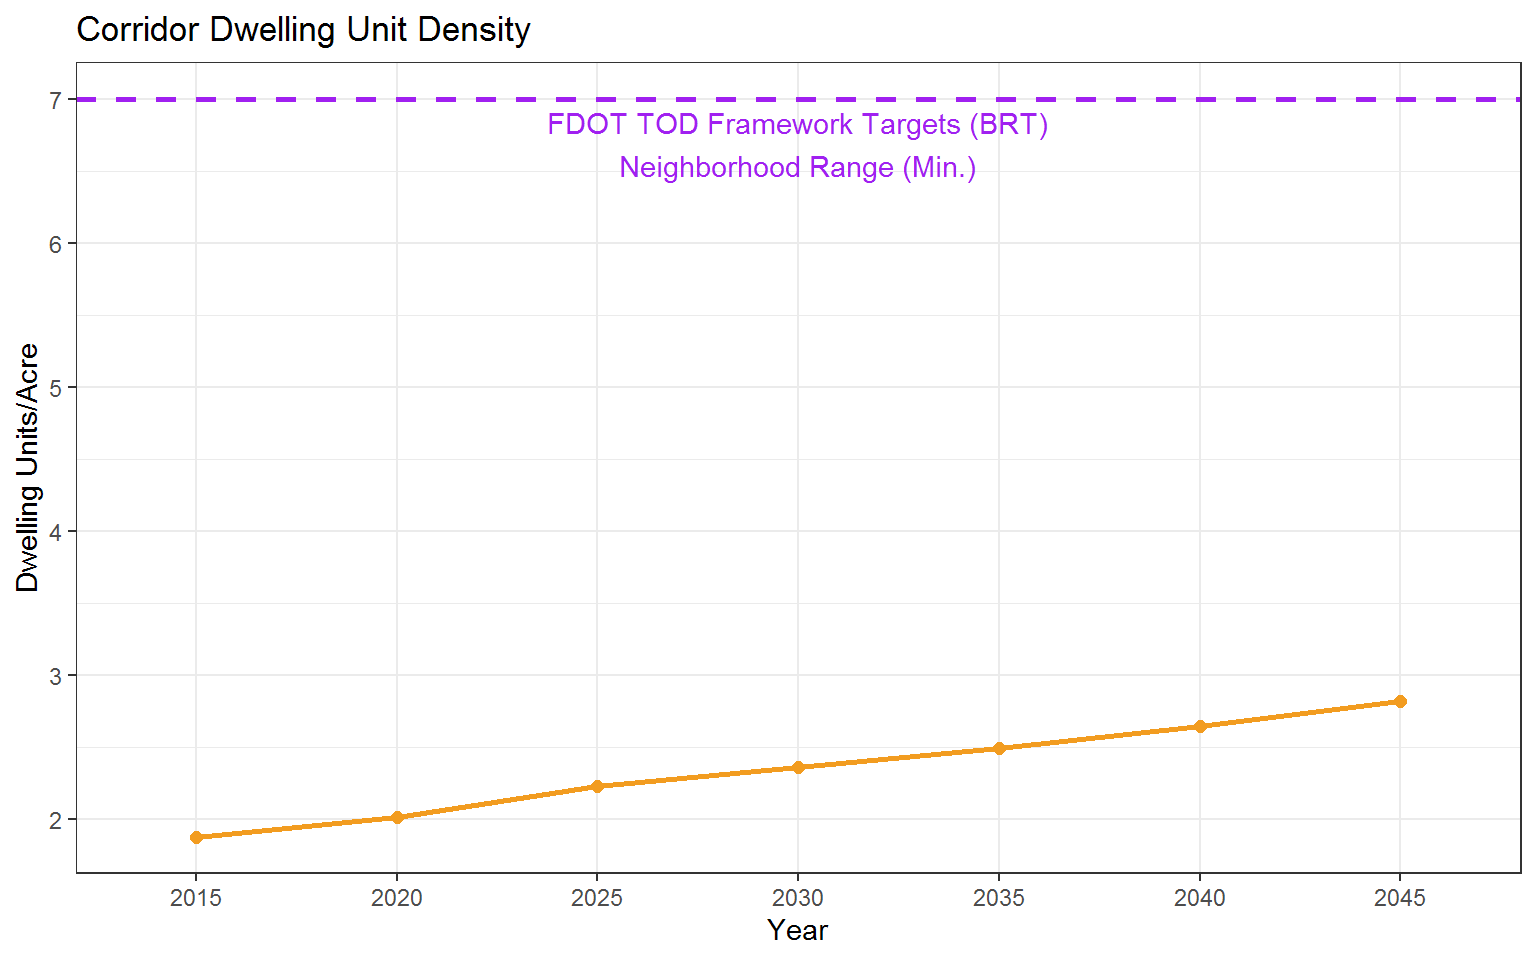 Corridor Dwelling Unit Density
7
FDOT TOD Framework Targets (BRT)
Neighborhood Range (Min.)
6
5
4
3
2
Dwelling Units/Acre
2015 2020 2025 2030 2035 2040 2045
Year